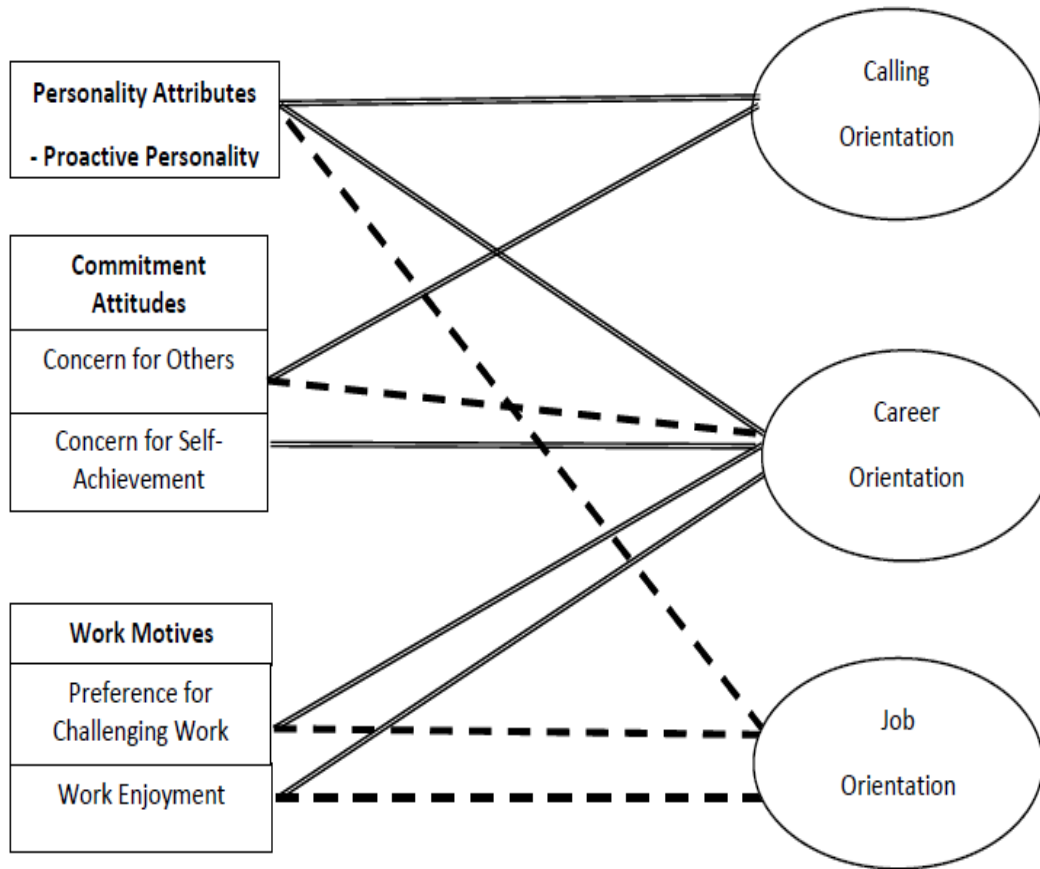 Personality Attributes
- Proactive Personality
Commitment
Attitudes
Concern for Others
Concern for Self-
Achievement
Work Motives
Preference for
Challenging Work
Work Enjoyment
Calling
Orientation
Career
Orientation
Job
Orientation